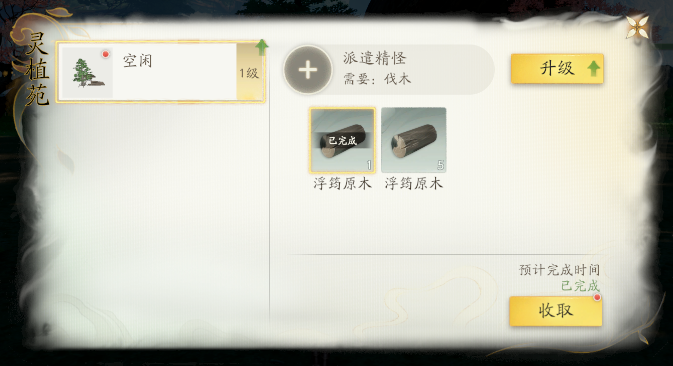 灵植苑
空闲
1级
派遣精怪
需要：伐木
升级
已完成
1
5
浮筠原木
浮筠原木
预计完成时间
已完成
收取